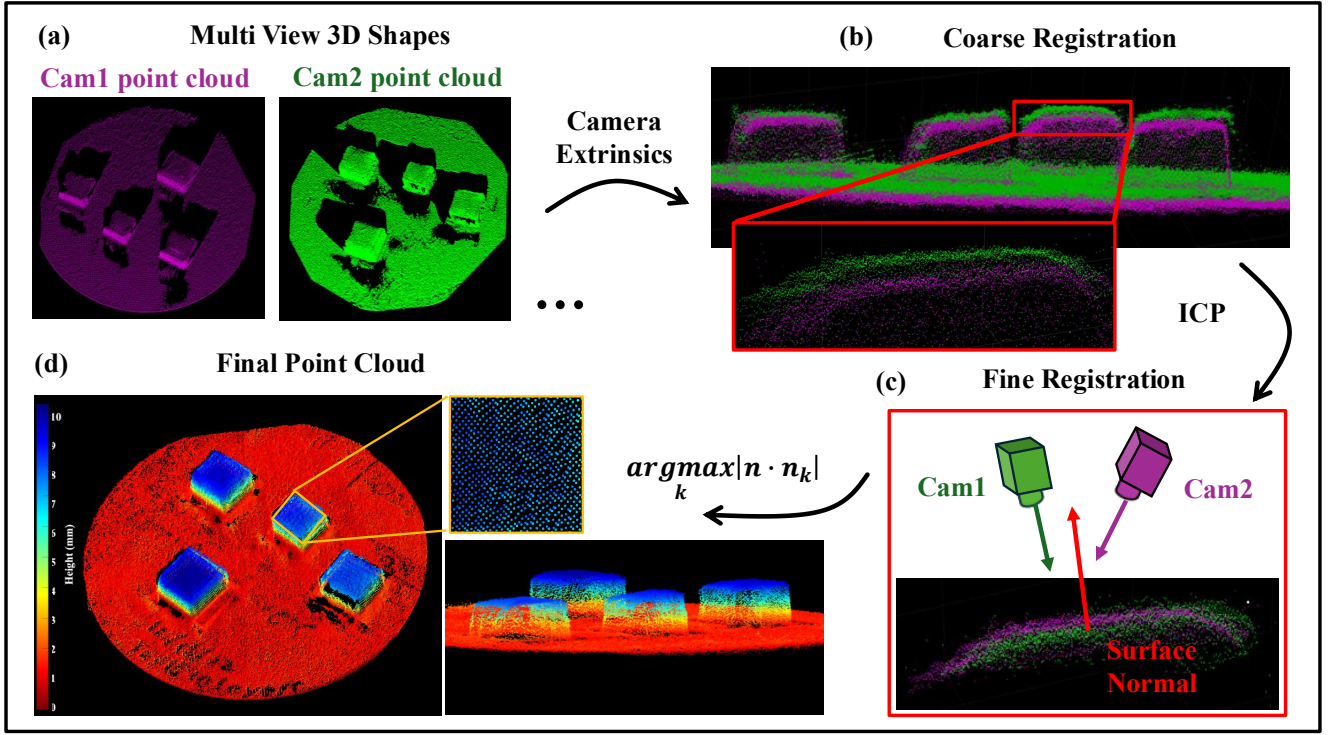 (a)
Multi View 3D Shapes
Cam1 point cloud
Cam2 point cloud
Camera
Extrinsics
...
(b)
Coarse Registration
ICP
(c)
Fine Registration
Cam1
Cam2
Surface
Normal
argmax|n · nₖ|
k
(d)
Final Point Cloud
Height (mm)
10
9
8
7
6
5
4
3
2
1
0